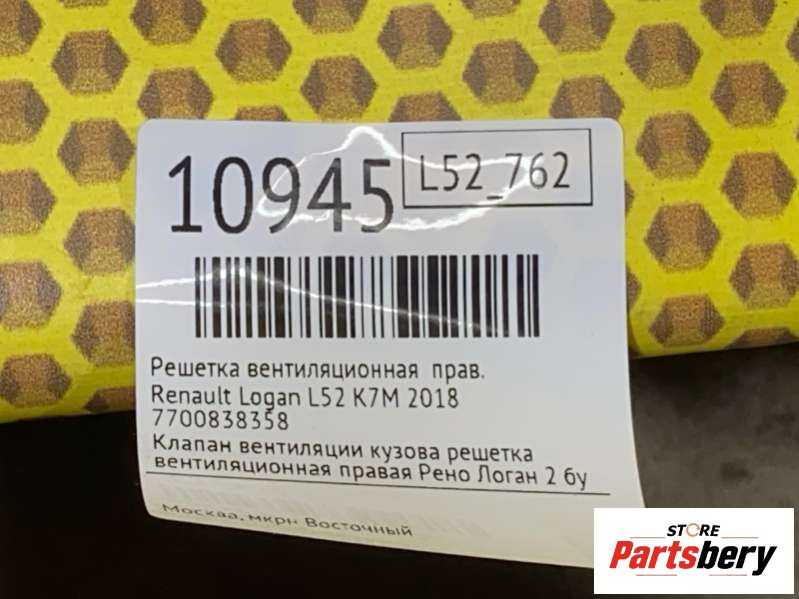 10945
L52_762
Решетка вентиляционная прав.
Renault Logan L52 K7M 2018
7700838358
Клапан вентиляции кузова решетка
вентиляционная правая Рено Логан 2 бу
Москва, мкрн Восточный
STORE
Partsbery